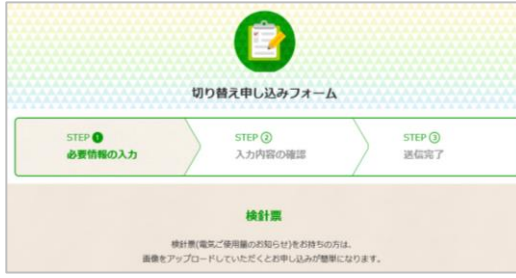 切り替え申し込みフォーム
STEP ❶
必要情報の入力
STEP ②
入力内容の確認
STEP ③
送信完了
検針票
検針票(電気ご使用量のお知らせ)をお持ちの方は、
画像をアップロードしていただくとお申し込みが簡単になります。